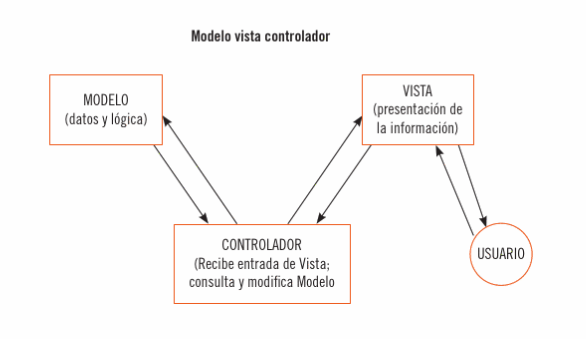 Modelo vista controlador
MODELO
(datos y lógica)
VISTA
(presentación de
la información)
CONTROLADOR
(Recibe entrada de Vista;
consulta y modifica Modelo
USUARIO